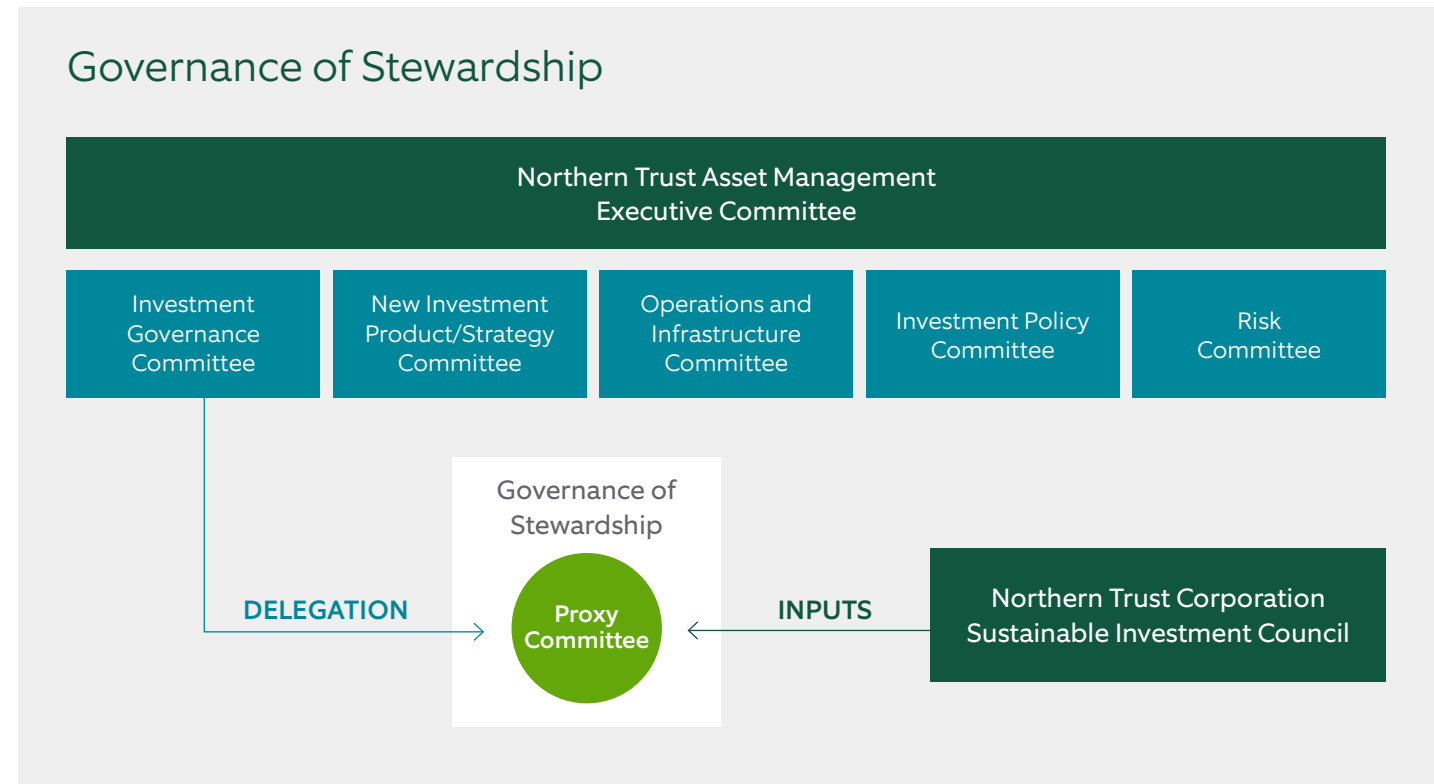 Governance of Stewardship
Northern Trust Asset Management
Executive Committee
Investment
Governance
Committee
New Investment
Product/Strategy
Committee
Operations and
Infrastructure
Committee
Investment Policy
Committee
Risk
Committee
Governance of
Stewardship
DELEGATION
Proxy
Committee
INPUTS
Northern Trust Corporation
Sustainable Investment Council